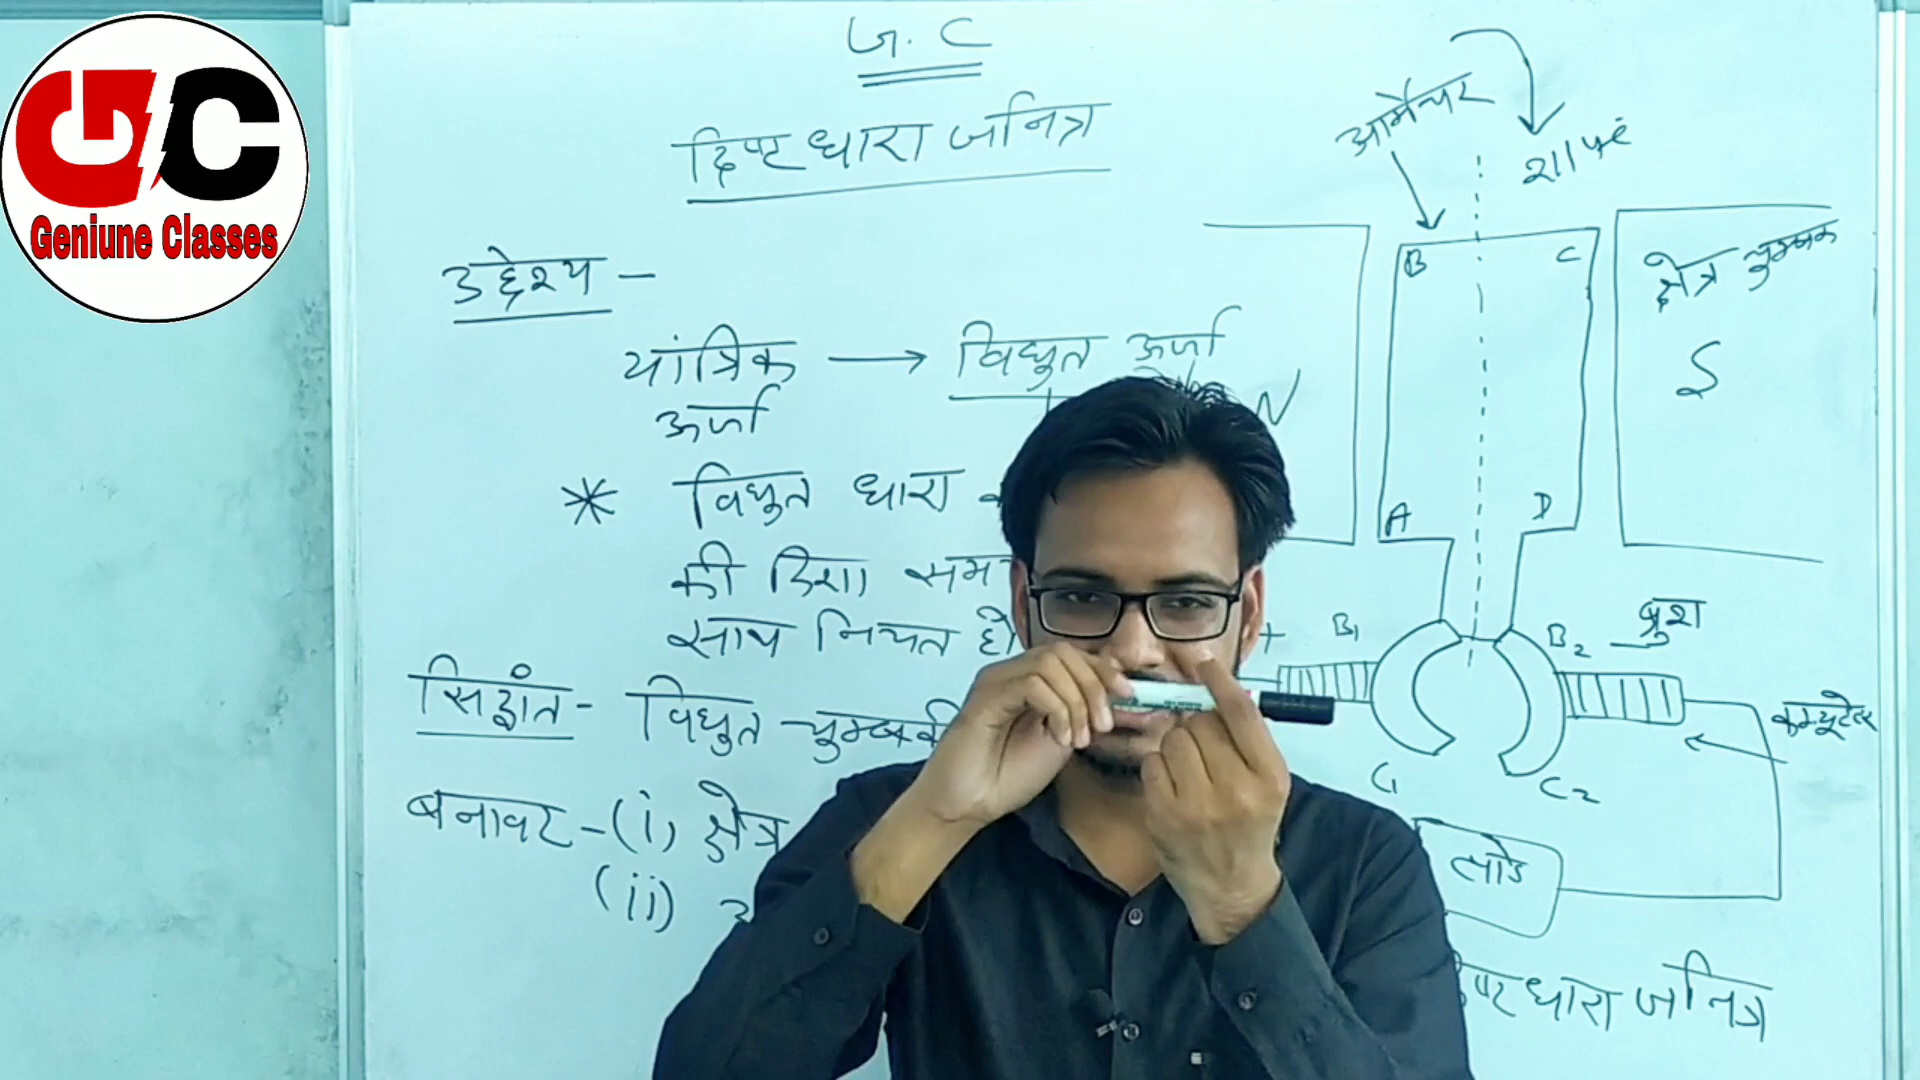 GC
Geniune Classes
G. C
दिष्ट धारा जनित्र
उद्देश्य -
यांत्रिक → विधुत ऊर्जा
ऊर्जा
* विधुत धारा
की दिशा
साथ नियत हो
सिद्धांत - विधुत चुम्बकी
बनावट - (i) क्षेत्र
(ii)
आर्मेचर
शाफ्ट
B C
क्षेत्र चुम्बक
N
S
A D
+ B₁ B₂ ब्रुश
कम्युटेटर
C₁ C₂
लोड
धारा जनित्र